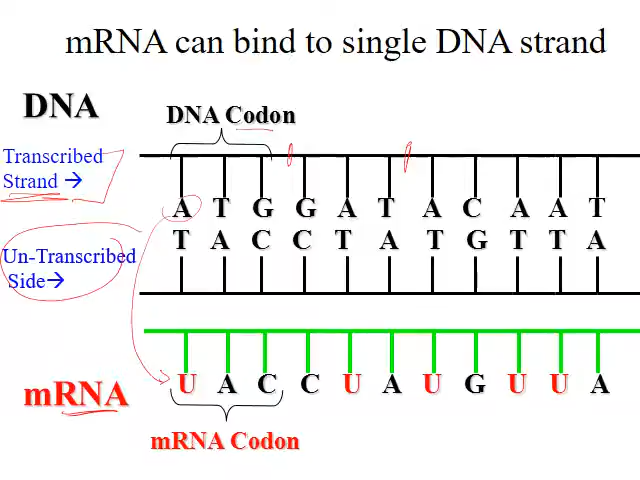 mRNA can bind to single DNA strand
DNA
DNA Codon
Transcribed
Strand →
A T G G A T A C A A T
T A C C T A T G T T A
Un-Transcribed
Side→
mRNA
U A C C U A U G U U A
mRNA Codon